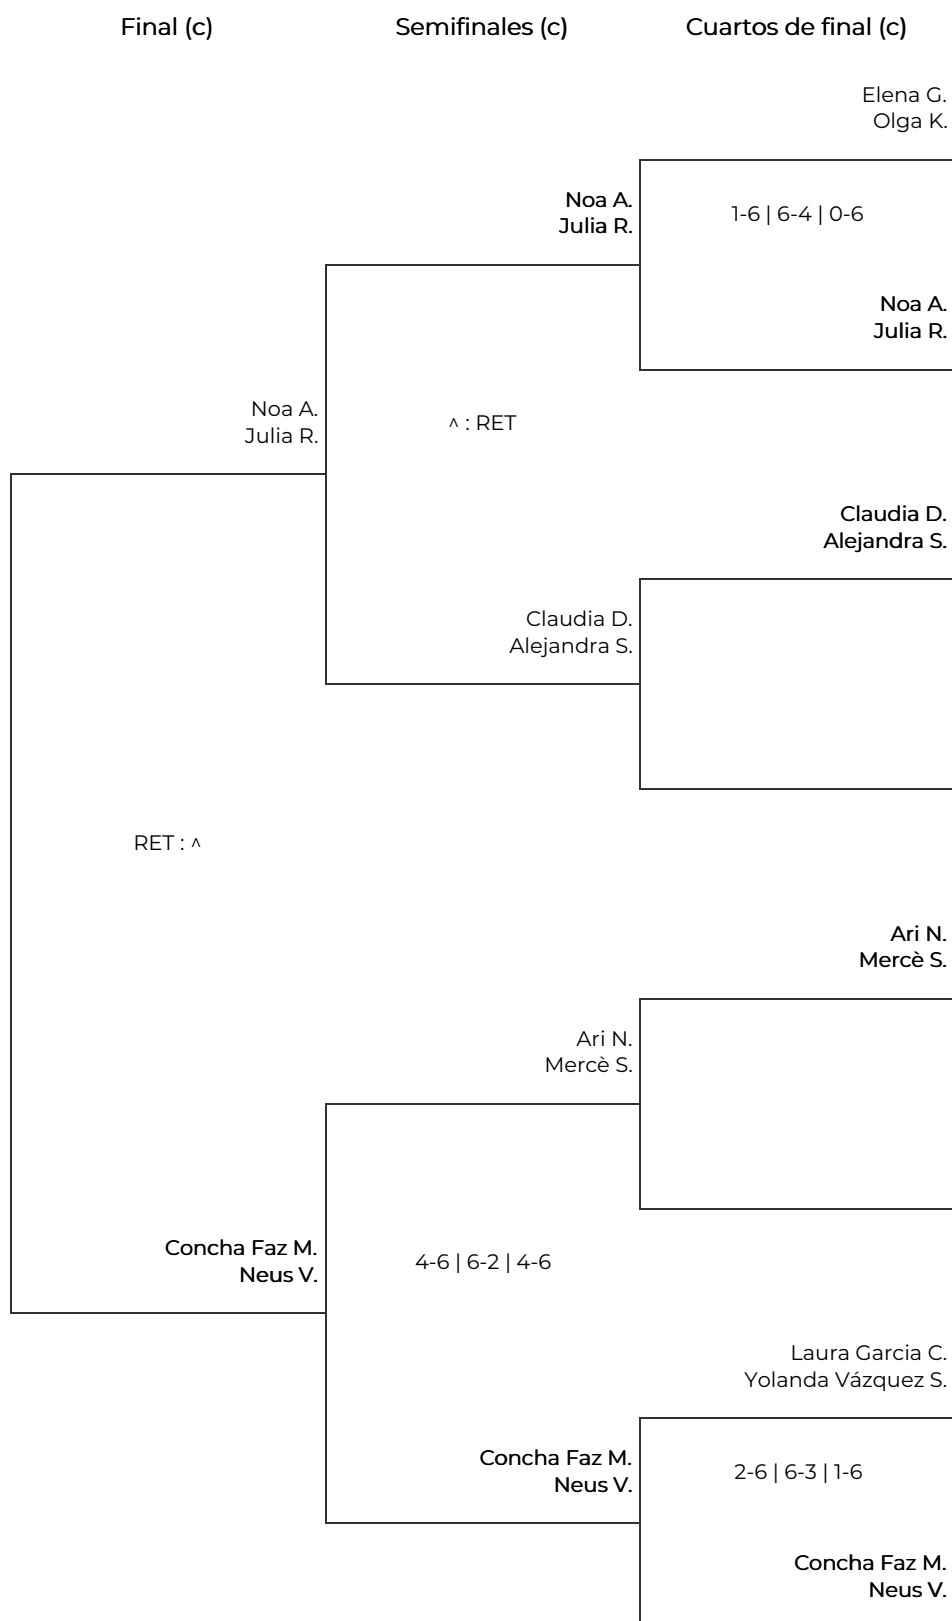 Final (c)
Semifinales (c)
Cuartos de final (c)
Elena G.
Olga K.
Noa A.
Julia R.
1-6 | 6-4 | 0-6
Noa A.
Julia R.
Noa A.
Julia R.
^ : RET
Claudia D.
Alejandra S.
Claudia D.
Alejandra S.
RET : ^
Ari N.
Mercè S.
Ari N.
Mercè S.
Concha Faz M.
Neus V.
4-6 | 6-2 | 4-6
Laura Garcia C.
Yolanda Vázquez S.
Concha Faz M.
Neus V.
2-6 | 6-3 | 1-6
Concha Faz M.
Neus V.